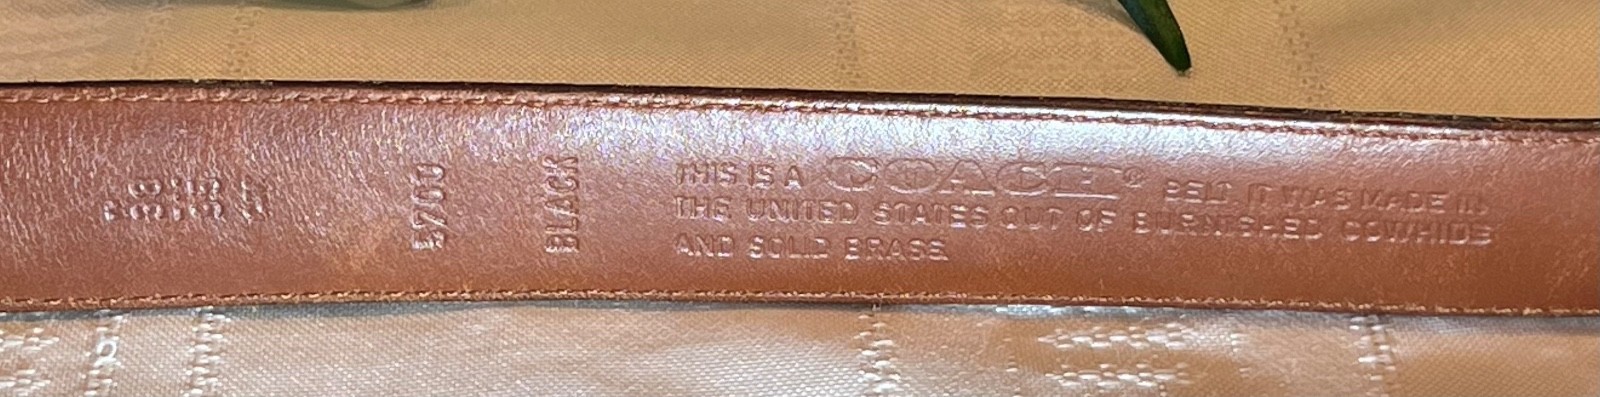 BLACK
THIS IS A COACH® BELT IT WAS MADE IN
THE UNITED STATES OUT OF BURNISHED COWHIDE
AND SOLID BRASS.